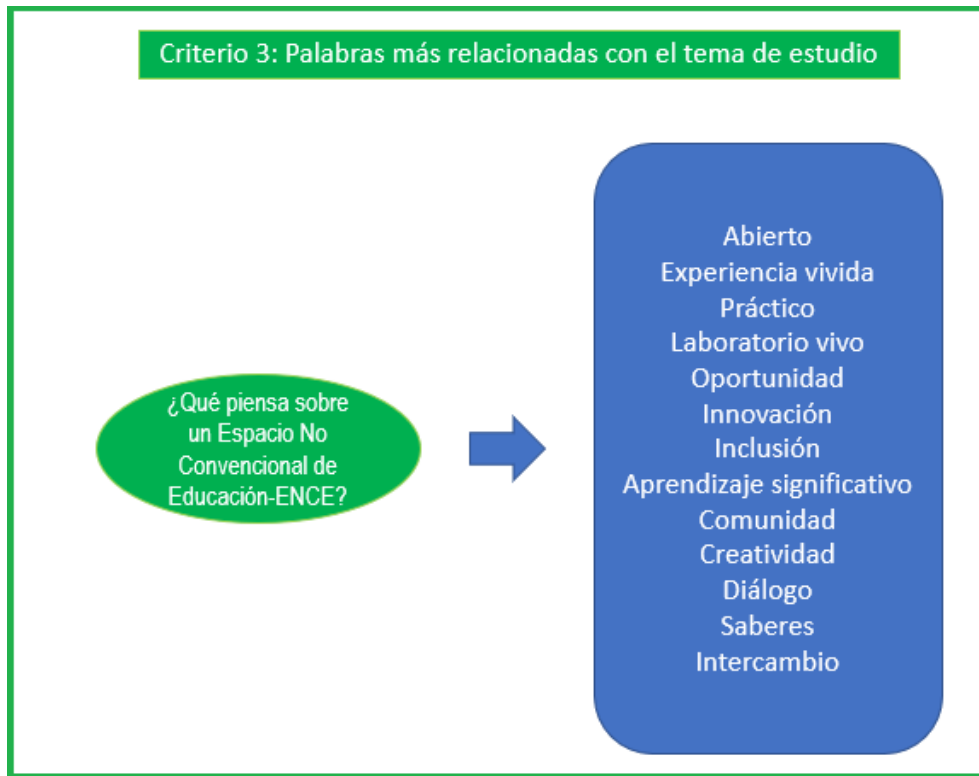 Criterio 3: Palabras más relacionadas con el tema de estudio
¿Qué piensa sobre
un Espacio No
Convencional de
Educación-ENCE?
Abierto
Experiencia vivida
Práctico
Laboratorio vivo
Oportunidad
Innovación
Inclusión
Aprendizaje significativo
Comunidad
Creatividad
Diálogo
Saberes
Intercambio